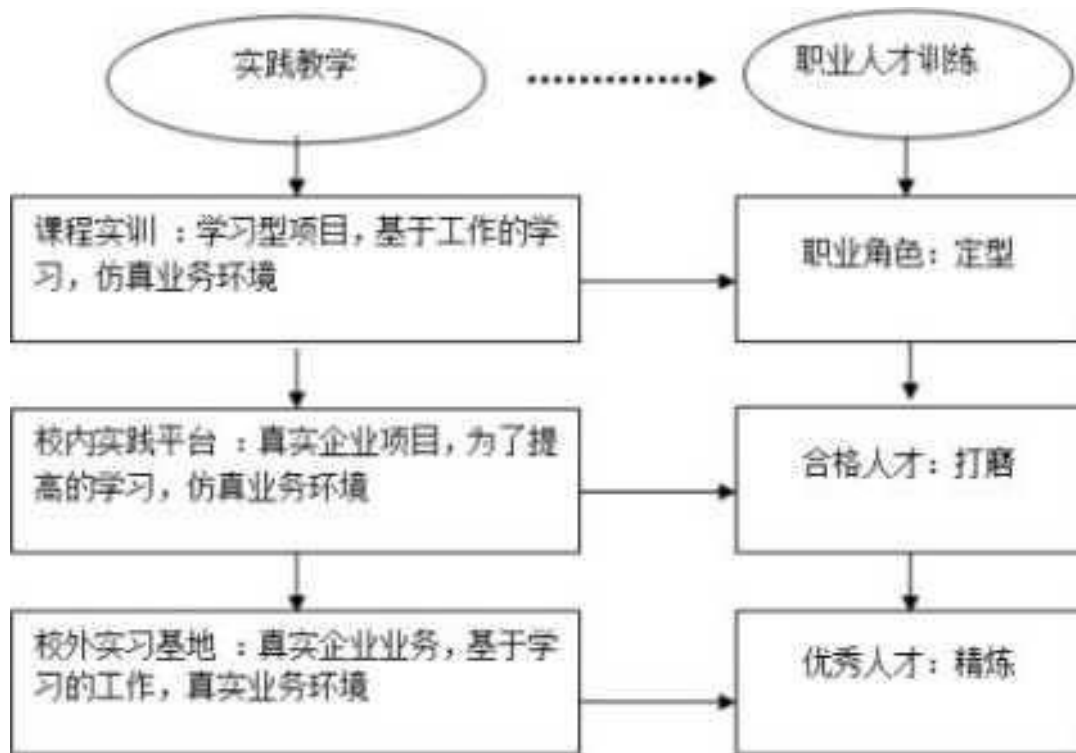 实践教学
职业人才训练
课程实训 ：学习型项目，基于工作的学
习，仿真业务环境
职业角色：定型
校内实践平台 ：真实企业项目，为了提
高的学习，仿真业务环境
合格人才：打磨
校外实习基地 ：真实企业业务，基于学
习的工作，真实业务环境
优秀人才：精炼